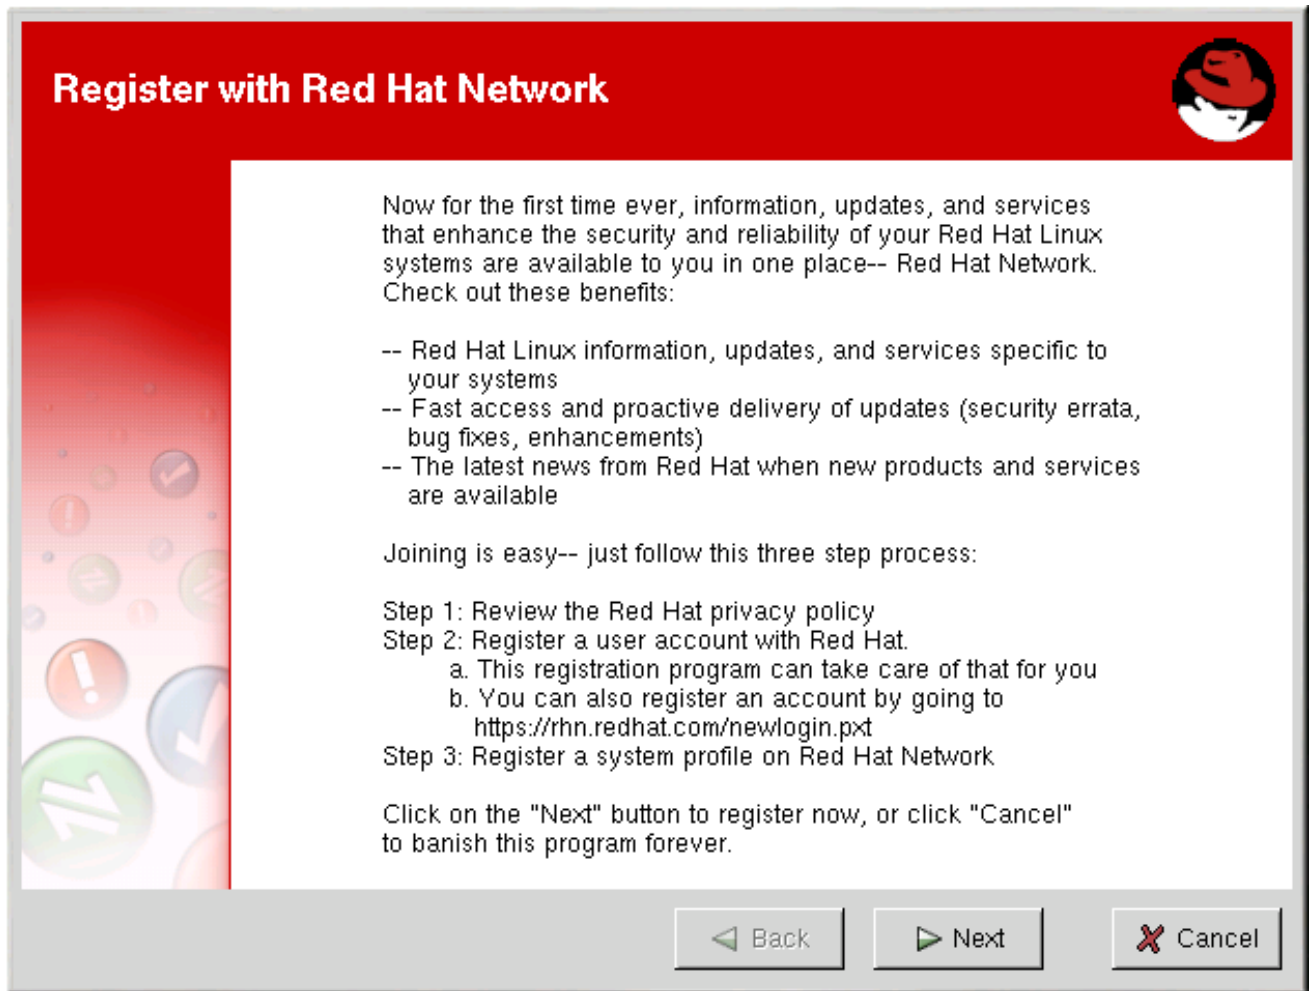 Register with Red Hat Network
Now for the first time ever, information, updates, and services
that enhance the security and reliability of your Red Hat Linux
systems are available to you in one place-- Red Hat Network.
Check out these benefits:
-- Red Hat Linux information, updates, and services specific to
your systems
-- Fast access and proactive delivery of updates (security errata,
bug fixes, enhancements)
-- The latest news from Red Hat when new products and services
are available
Joining is easy-- just follow this three step process:
Step 1: Review the Red Hat privacy policy
Step 2: Register a user account with Red Hat.
a. This registration program can take care of that for you
b. You can also register an account by going to
https://rhn.redhat.com/newlogin.pxt
Step 3: Register a system profile on Red Hat Network
Click on the "Next" button to register now, or click "Cancel"
to banish this program forever.
Back
Next
Cancel